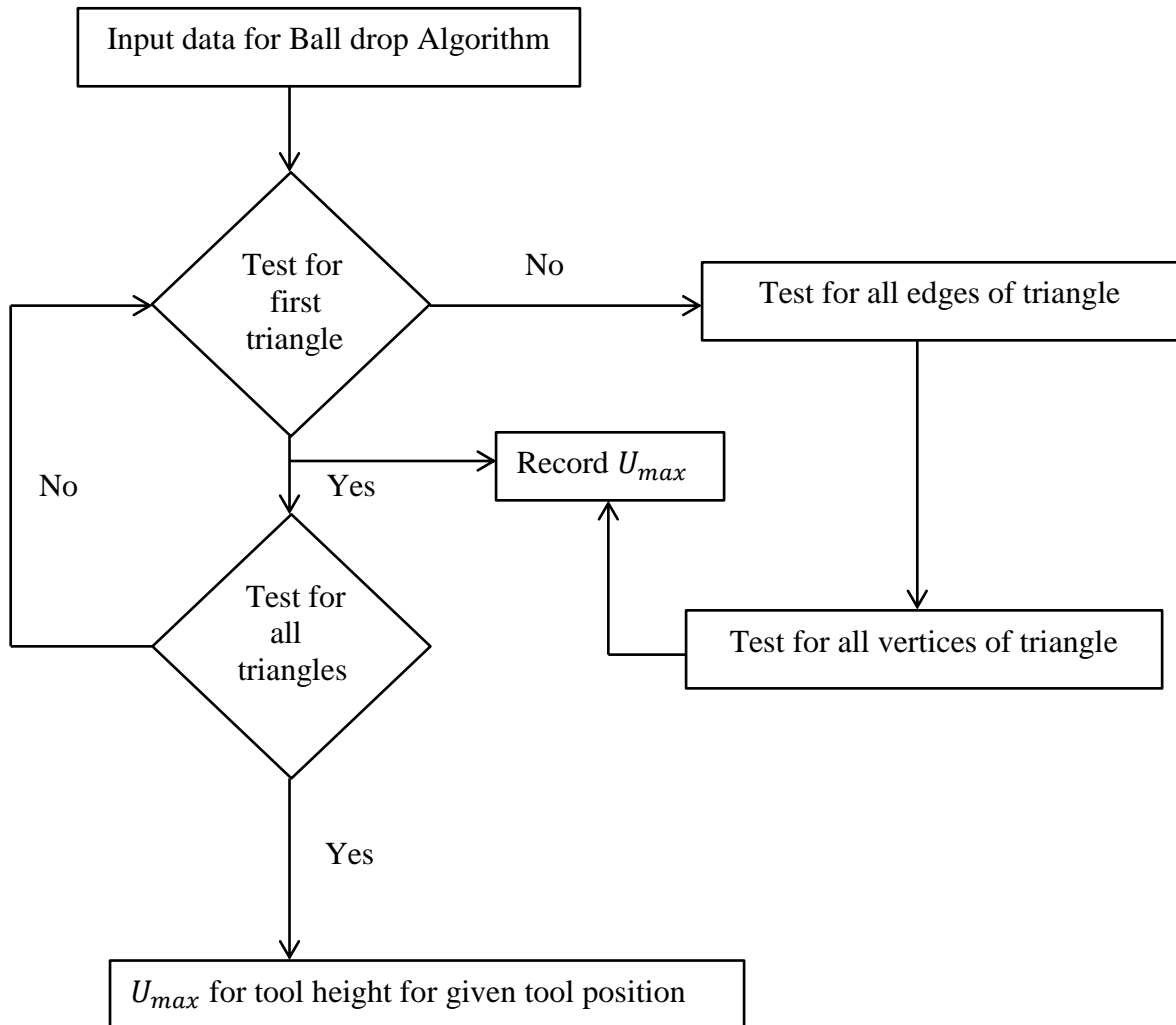 Input data for Ball drop Algorithm
Test for
first
triangle
No
Test for all edges of triangle
Record U_max
Yes
No
Test for
all
triangles
Test for all vertices of triangle
Yes
U_max for tool height for given tool position